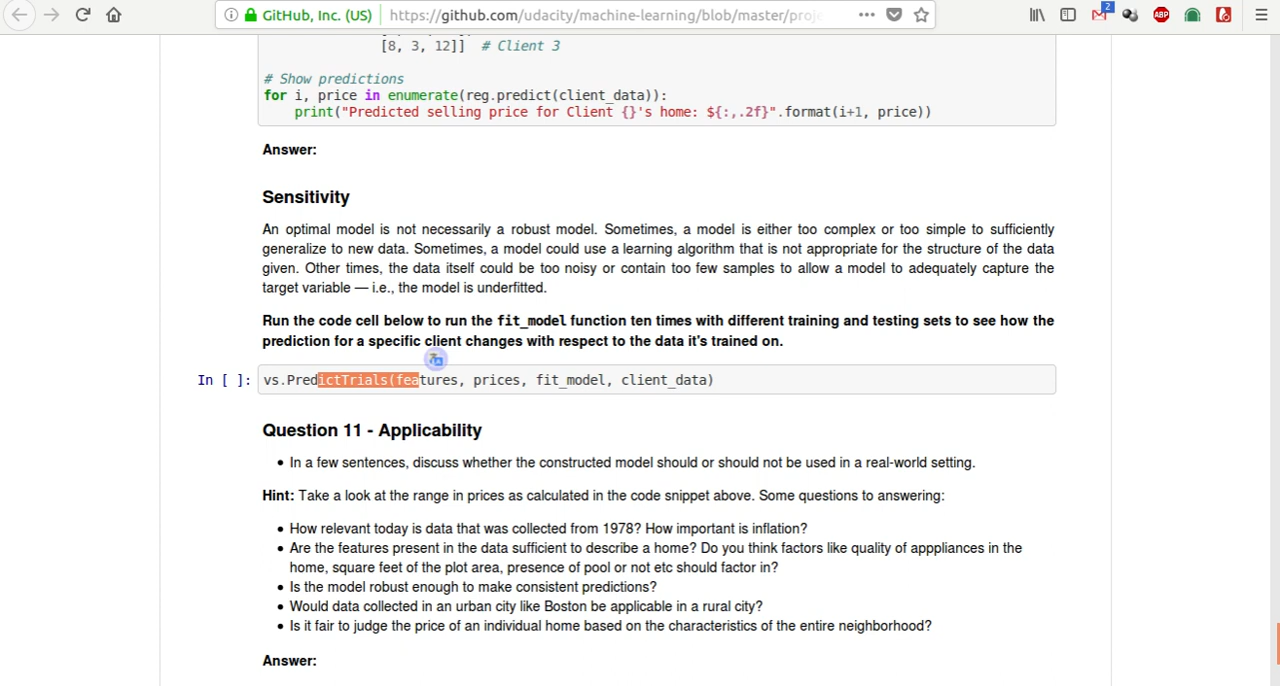 GitHub, Inc. (US) https://github.com/udacity/machine-learning/blob/master/proj
2
ABP
[8, 3, 12]] # Client 3
# Show predictions
for i, price in enumerate(reg.predict(client_data)):
print("Predicted selling price for Client {}'s home: ${:,.2f}".format(i+1, price))
Answer:
Sensitivity
An optimal model is not necessarily a robust model. Sometimes, a model is either too complex or too simple to sufficiently
generalize to new data. Sometimes, a model could use a learning algorithm that is not appropriate for the structure of the data
given. Other times, the data itself could be too noisy or contain too few samples to allow a model to adequately capture the
target variable — i.e., the model is underfitted.
Run the code cell below to run the fit_model function ten times with different training and testing sets to see how the
prediction for a specific client changes with respect to the data it's trained on.
In [ ]: vs.PredictTrials(features, prices, fit_model, client_data)
Question 11 - Applicability
• In a few sentences, discuss whether the constructed model should or should not be used in a real-world setting.
Hint: Take a look at the range in prices as calculated in the code snippet above. Some questions to answering:
• How relevant today is data that was collected from 1978? How important is inflation?
• Are the features present in the data sufficient to describe a home? Do you think factors like quality of apppliances in the
home, square feet of the plot area, presence of pool or not etc should factor in?
• Is the model robust enough to make consistent predictions?
• Would data collected in an urban city like Boston be applicable in a rural city?
• Is it fair to judge the price of an individual home based on the characteristics of the entire neighborhood?
Answer: